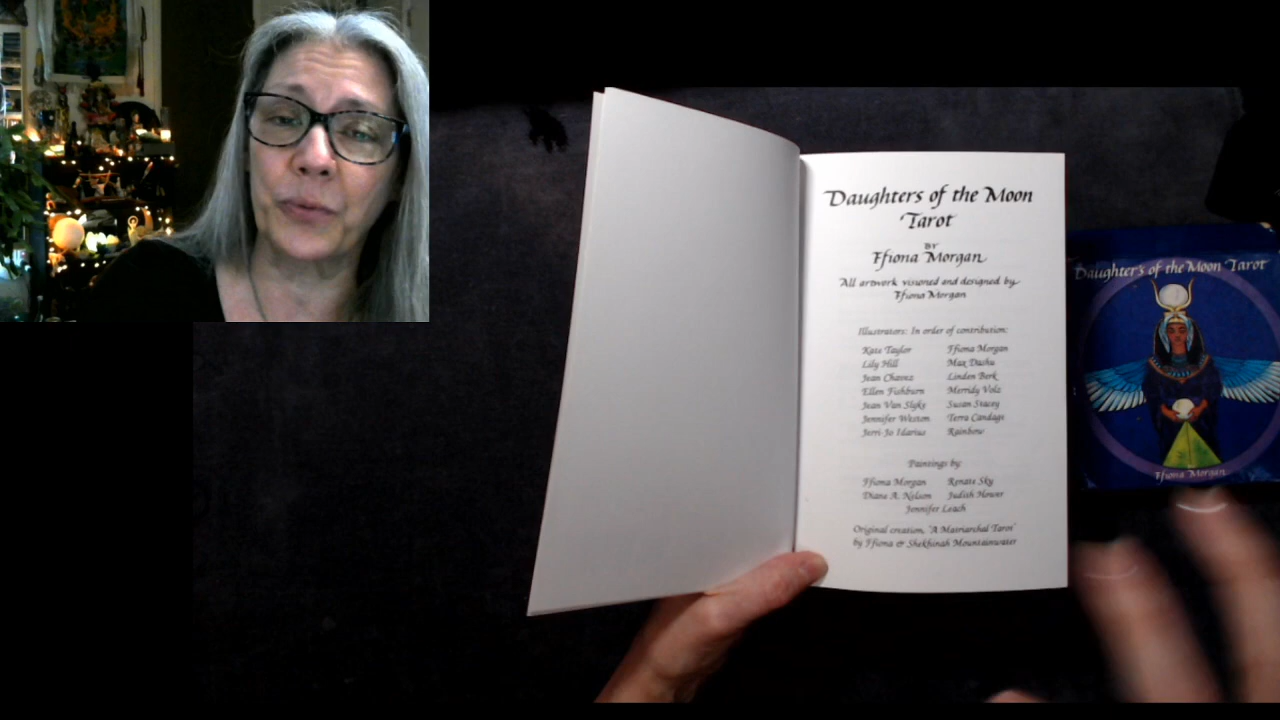 Daughters of the Moon
Tarot
BY
Ffiona Morgan
All artwork visioned and designed by
Ffiona Morgan
Illustrators: In order of contribution:
Kate Taylor
Lily Hill
Jean Chavez
Ellen Fishburn
Jean Van Slyke
Jennifer Weston
Jerri-Jo Idarius
Ffiona Morgan
Max Dashu
Linden Berk
Merridy Volz
Susan Stacey
Terra Candage
Rainbow
Paintings by:
Ffiona Morgan
Diane A. Nelson
Renate Sky
Judith Hower
Jennifer Leach
Original creation, 'A Matriarchal Tarot'
by Ffiona & Shekhinah Mountainwater
Daughters of the Moon Tarot
Ffiona Morgan